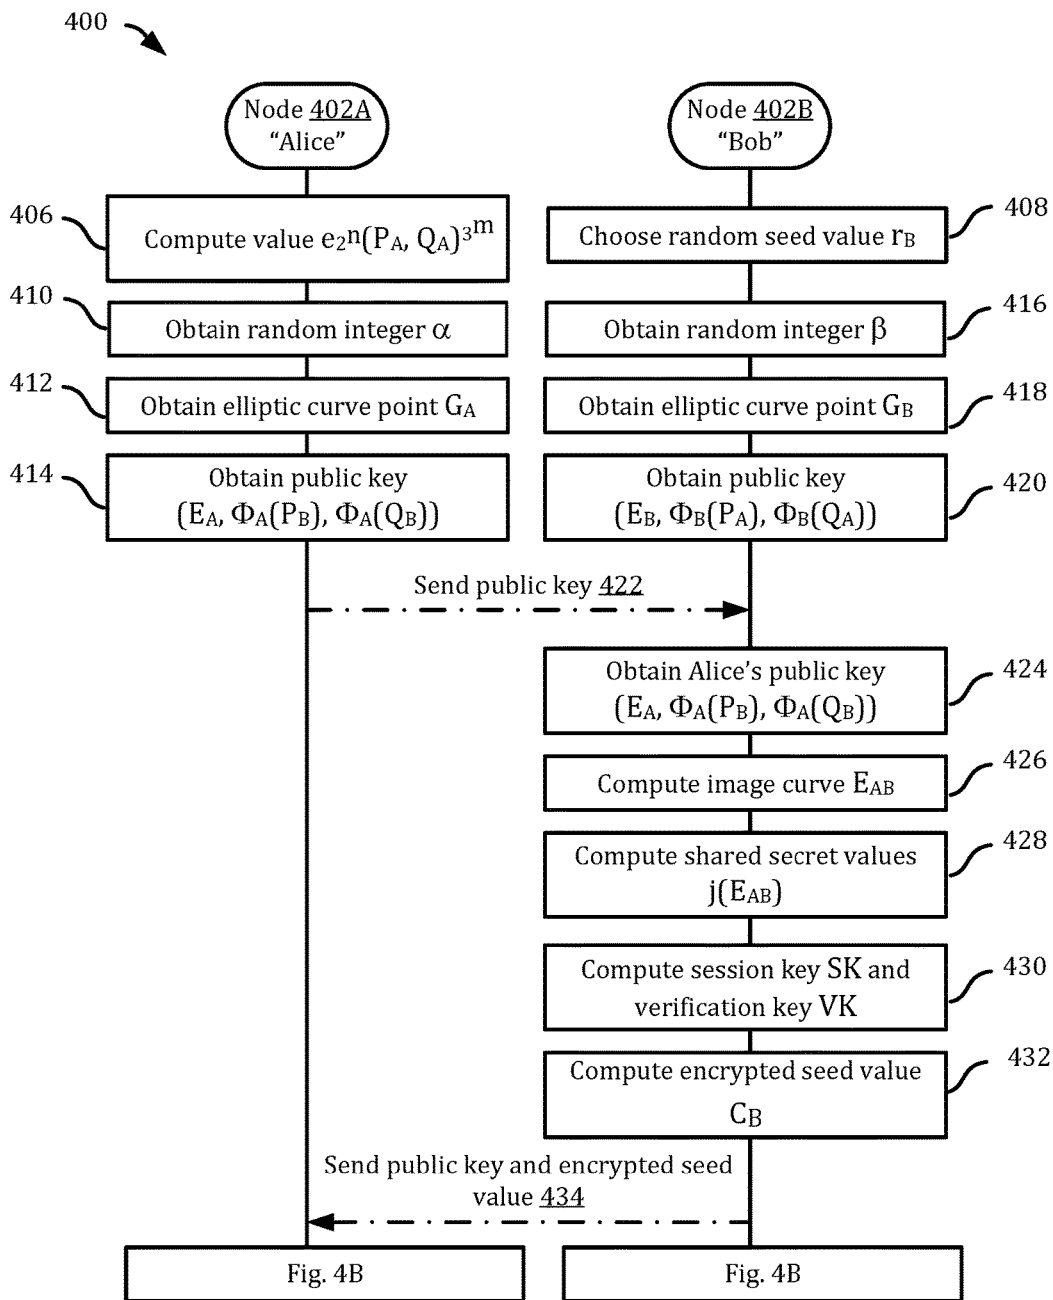 400
Node 402A
“Alice”
Node 402B
“Bob”
406
Compute value e₂n(PA, QA)³ᵐ
Choose random seed value rB
408
410
Obtain random integer α
Obtain random integer β
416
412
Obtain elliptic curve point GA
Obtain elliptic curve point GB
418
414
Obtain public key
(EA, ΦA(PB), ΦA(QB))
Obtain public key
(EB, ΦB(PA), ΦB(QA))
420
Send public key 422
Obtain Alice’s public key
(EA, ΦA(PB), ΦA(QB))
424
Compute image curve EAB
426
Compute shared secret values
j(EAB)
428
Compute session key SK and
verification key VK
430
Compute encrypted seed value
CB
432
Send public key and encrypted seed
value 434
Fig. 4B
Fig. 4B